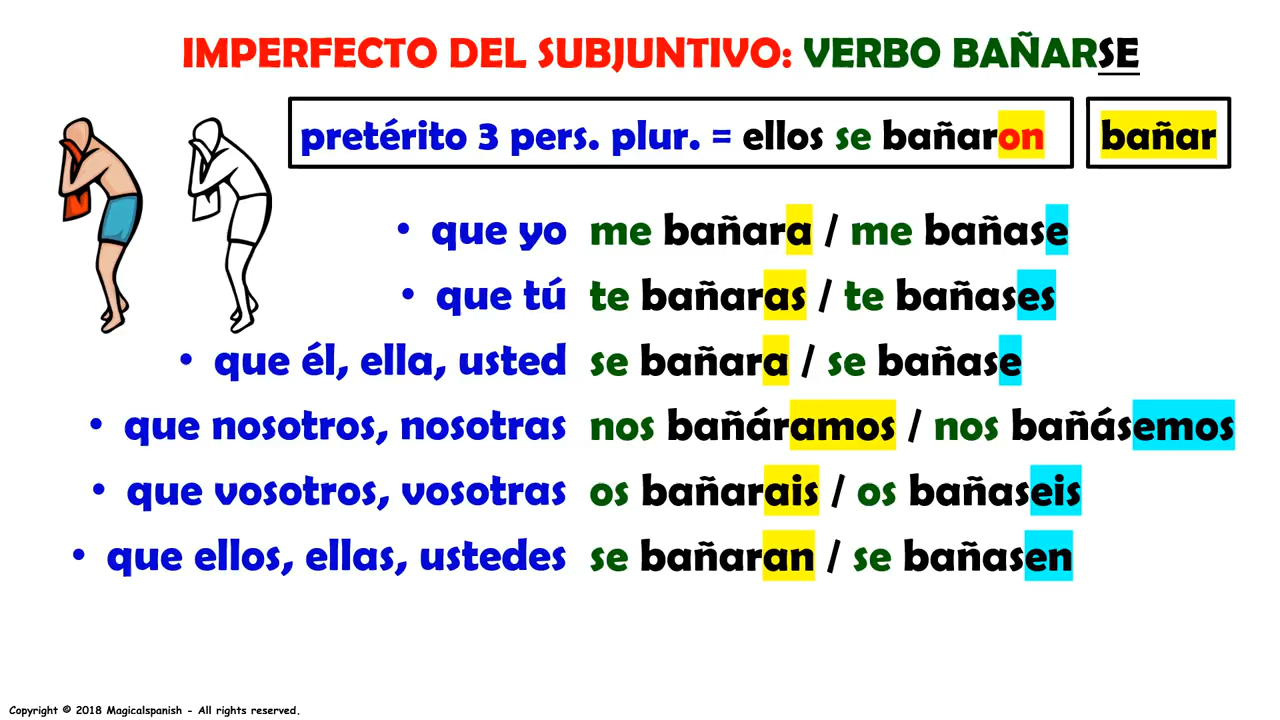 IMPERFECTO DEL SUBJUNTIVO: VERBO BAÑARSE
pretérito 3 pers. plur. = ellos se bañaron
bañar
• que yo me bañara / me bañase
• que tú te bañaras / te bañases
• que él, ella, usted se bañara / se bañase
• que nosotros, nosotras nos bañáramos / nos bañásemos
• que vosotros, vosotras os bañarais / os bañaseis
• que ellos, ellas, ustedes se bañaran / se bañasen
Copyright © 2018 Magicalspanish - All rights reserved.